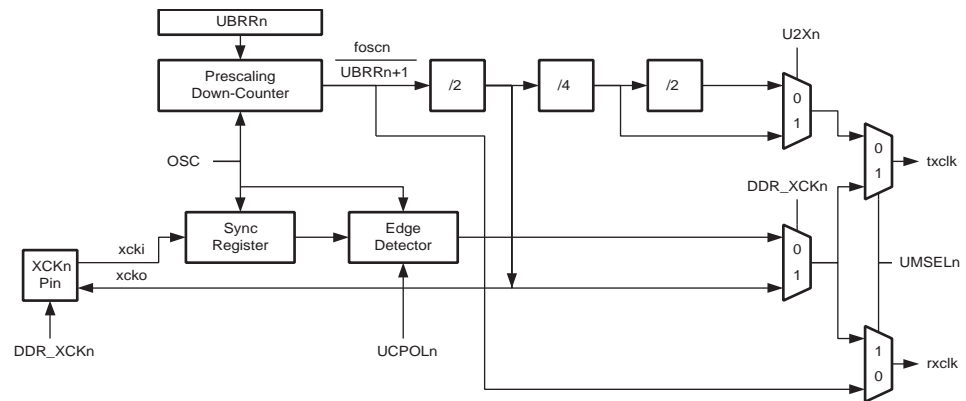 UBRRn
foscn
U2Xn
Prescaling
Down-Counter
UBRRn+1
/2
/4
/2
0
1
OSC
0
1
txclk
DDR_XCKn
Sync
Register
Edge
Detector
xcki
0
1
XCKn
Pin
xcko
UMSELn
DDR_XCKn
UCPOLn
1
0
rxclk